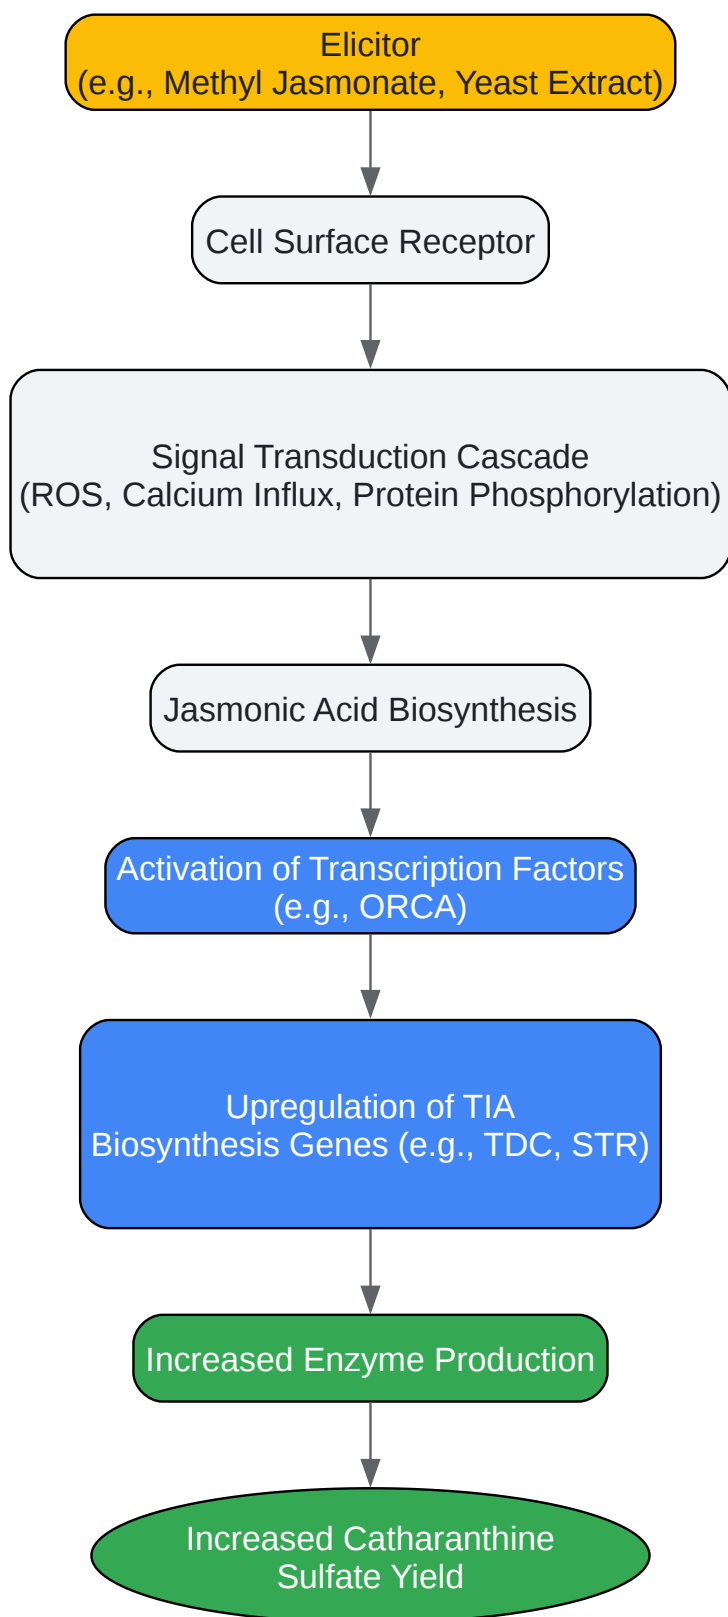 Elicitor
(e.g., Methyl Jasmonate, Yeast Extract)
Cell Surface Receptor
Signal Transduction Cascade
(ROS, Calcium Influx, Protein Phosphorylation)
Jasmonic Acid Biosynthesis
Activation of Transcription Factors
(e.g., ORCA)
Upregulation of TIA
Biosynthesis Genes (e.g., TDC, STR)
Increased Enzyme Production
Increased Catharanthine
Sulfate Yield